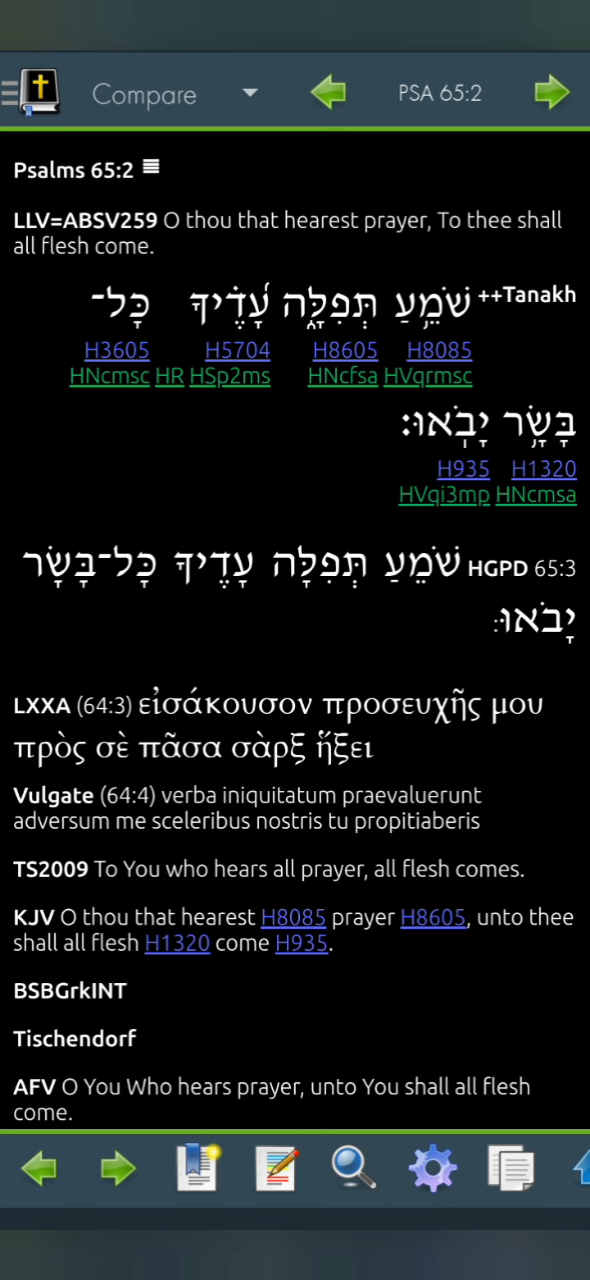 Compare
PSA 65:2
Psalms 65:2
LLV=ABSV259 O thou that hearest prayer, To thee shall
all flesh come.
++Tanakh שֹׁמֵ֥עַ תְּפִלָּ֑ה עָ֝דֶ֗יךָ כָּל־
H3605 H5704 H8605 H8085
HNcmsc HR HSp2ms HNcfsa HVqrmsc
בָּשָׂ֥ר יָבֹֽאוּ׃
H935 H1320
HVqi3mp HNcmsa
HGPD 65:3 שֹׁמֵעַ תְּפִלָּה עָדֶיךָ כָּל־בָּשָׂר
יָבֹאוּ׃
LXXA (64:3) εἰσάκουσον προσευχῆς μου
πρὸς σὲ πᾶσα σὰρξ ἥξει
Vulgate (64:4) verba iniquitatum praevaluerunt
adversum me sceleribus nostris tu propitiaberis
TS2009 To You who hears all prayer, all flesh comes.
KJV O thou that hearest H8085 prayer H8605, unto thee
shall all flesh H1320 come H935.
BSBGrkINT
Tischendorf
AFV O You Who hears prayer, unto You shall all flesh
come.